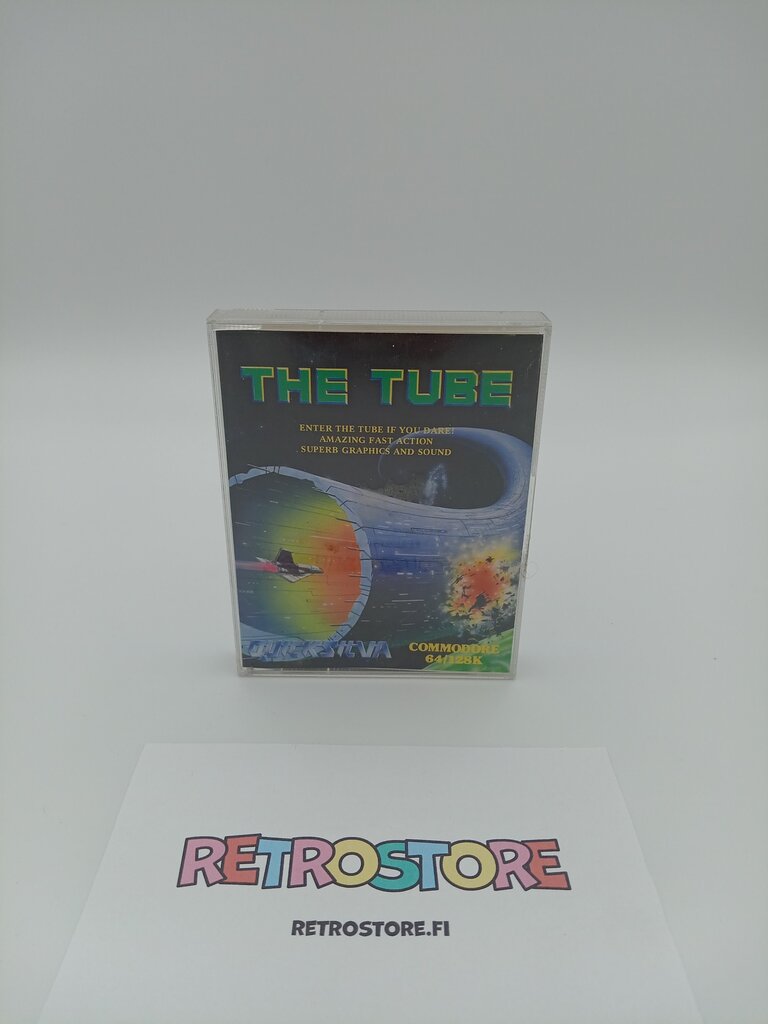 THE TUBE
ENTER THE TUBE IF YOU DARE!
AMAZING FAST ACTION
SUPERB GRAPHICS AND SOUND
QUICKSILVA
COMMODORE
64/128K
RETROSTORE
RETROSTORE.FI